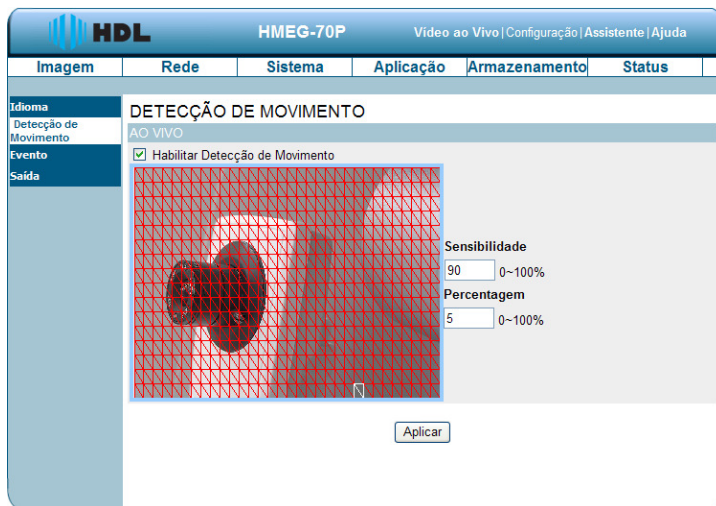 HDL
HMEG-70P
Vídeo ao Vivo|Configuração|Assistente|Ajuda
Imagem Rede Sistema Aplicação Armazenamento Status
Idioma
Detecção de
Movimento
Evento
Saída
DETECÇÃO DE MOVIMENTO
AO VIVO
Habilitar Detecção de Movimento
Sensibilidade
90 0~100%
Percentagem
5 0~100%
Aplicar